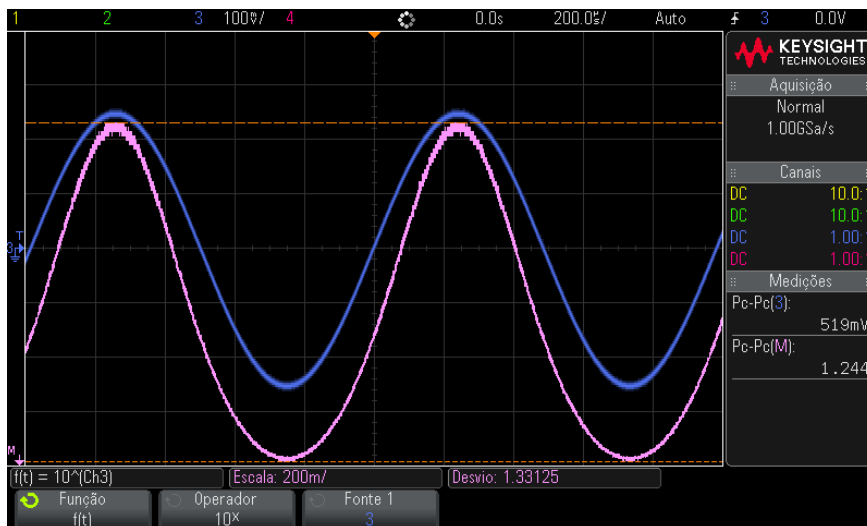 1 2 3 100%/ 4 0.0s 200.0s/ Auto 3 0.0V
KEYSIGHT
TECHNOLOGIES
Aquisição
Normal
1.00GSa/s
Canais
DC 10.0:
DC 10.0:
DC 1.00:
DC 1.00:
Medições
Pc-Pc(3):
519mV
Pc-Pc(M):
1.244
T
3
M
f(t) = 10^(Ch3) Escala: 200m/ Desvio: 1.33125
Função Operador Fonte 1
f(t) 10x 3